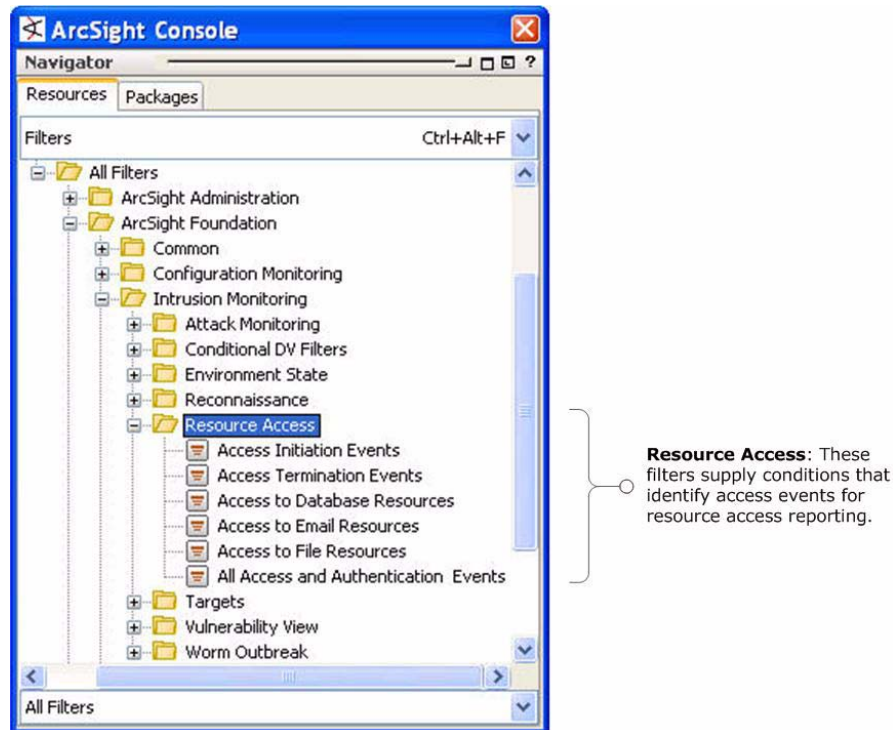 ArcSight Console
Navigator
?
Resources
Packages
Filters
Ctrl+Alt+F
All Filters
ArcSight Administration
ArcSight Foundation
Common
Configuration Monitoring
Intrusion Monitoring
Attack Monitoring
Conditional DV Filters
Environment State
Reconnaissance
Resource Access
Access Initiation Events
Access Termination Events
Access to Database Resources
Access to Email Resources
Access to File Resources
All Access and Authentication Events
Targets
Vulnerability View
Worm Outbreak
All Filters
Resource Access: These
filters supply conditions that
identify access events for
resource access reporting.